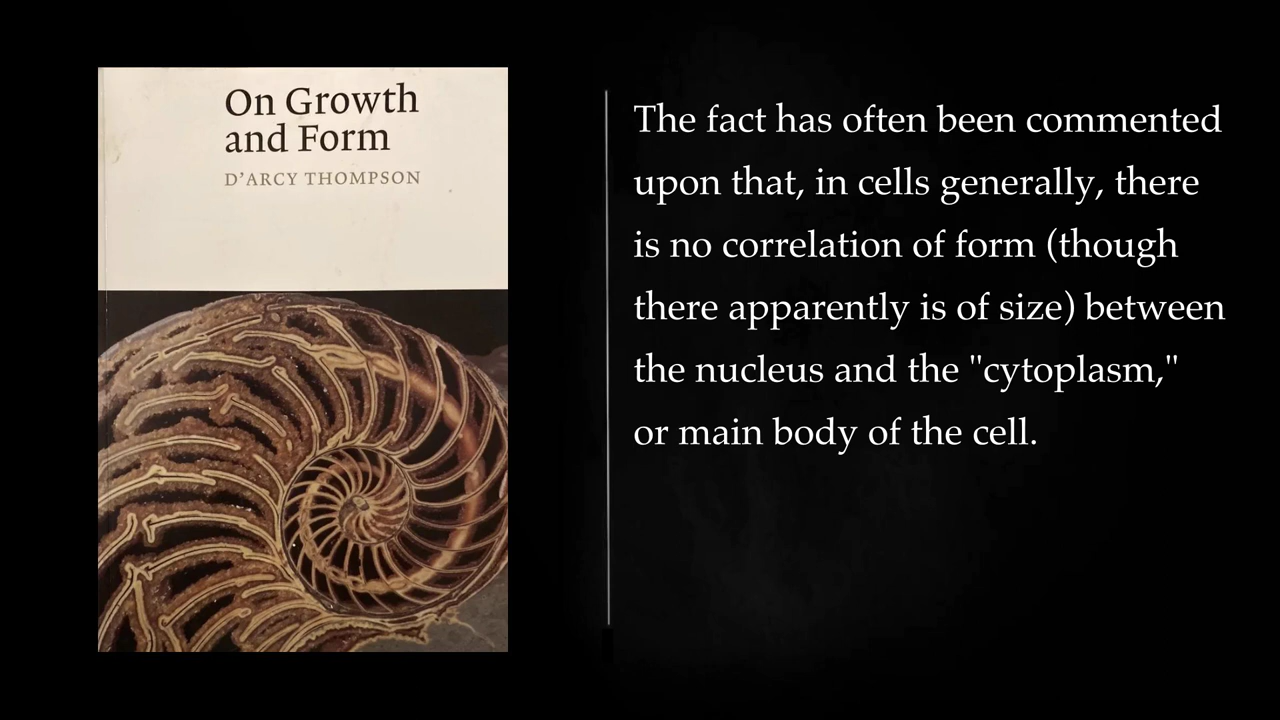 On Growth
and Form
D'ARCY THOMPSON
The fact has often been commented
upon that, in cells generally, there
is no correlation of form (though
there apparently is of size) between
the nucleus and the "cytoplasm,"
or main body of the cell.